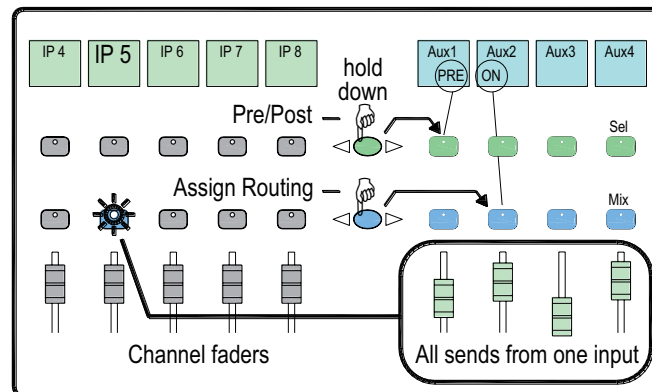 IP 4
IP 5
IP 6
IP 7
IP 8
hold
down
Aux1
Aux2
Aux3
Aux4
PRE
ON
Pre/Post
Sel
Assign Routing
Mix
Channel faders
All sends from one input